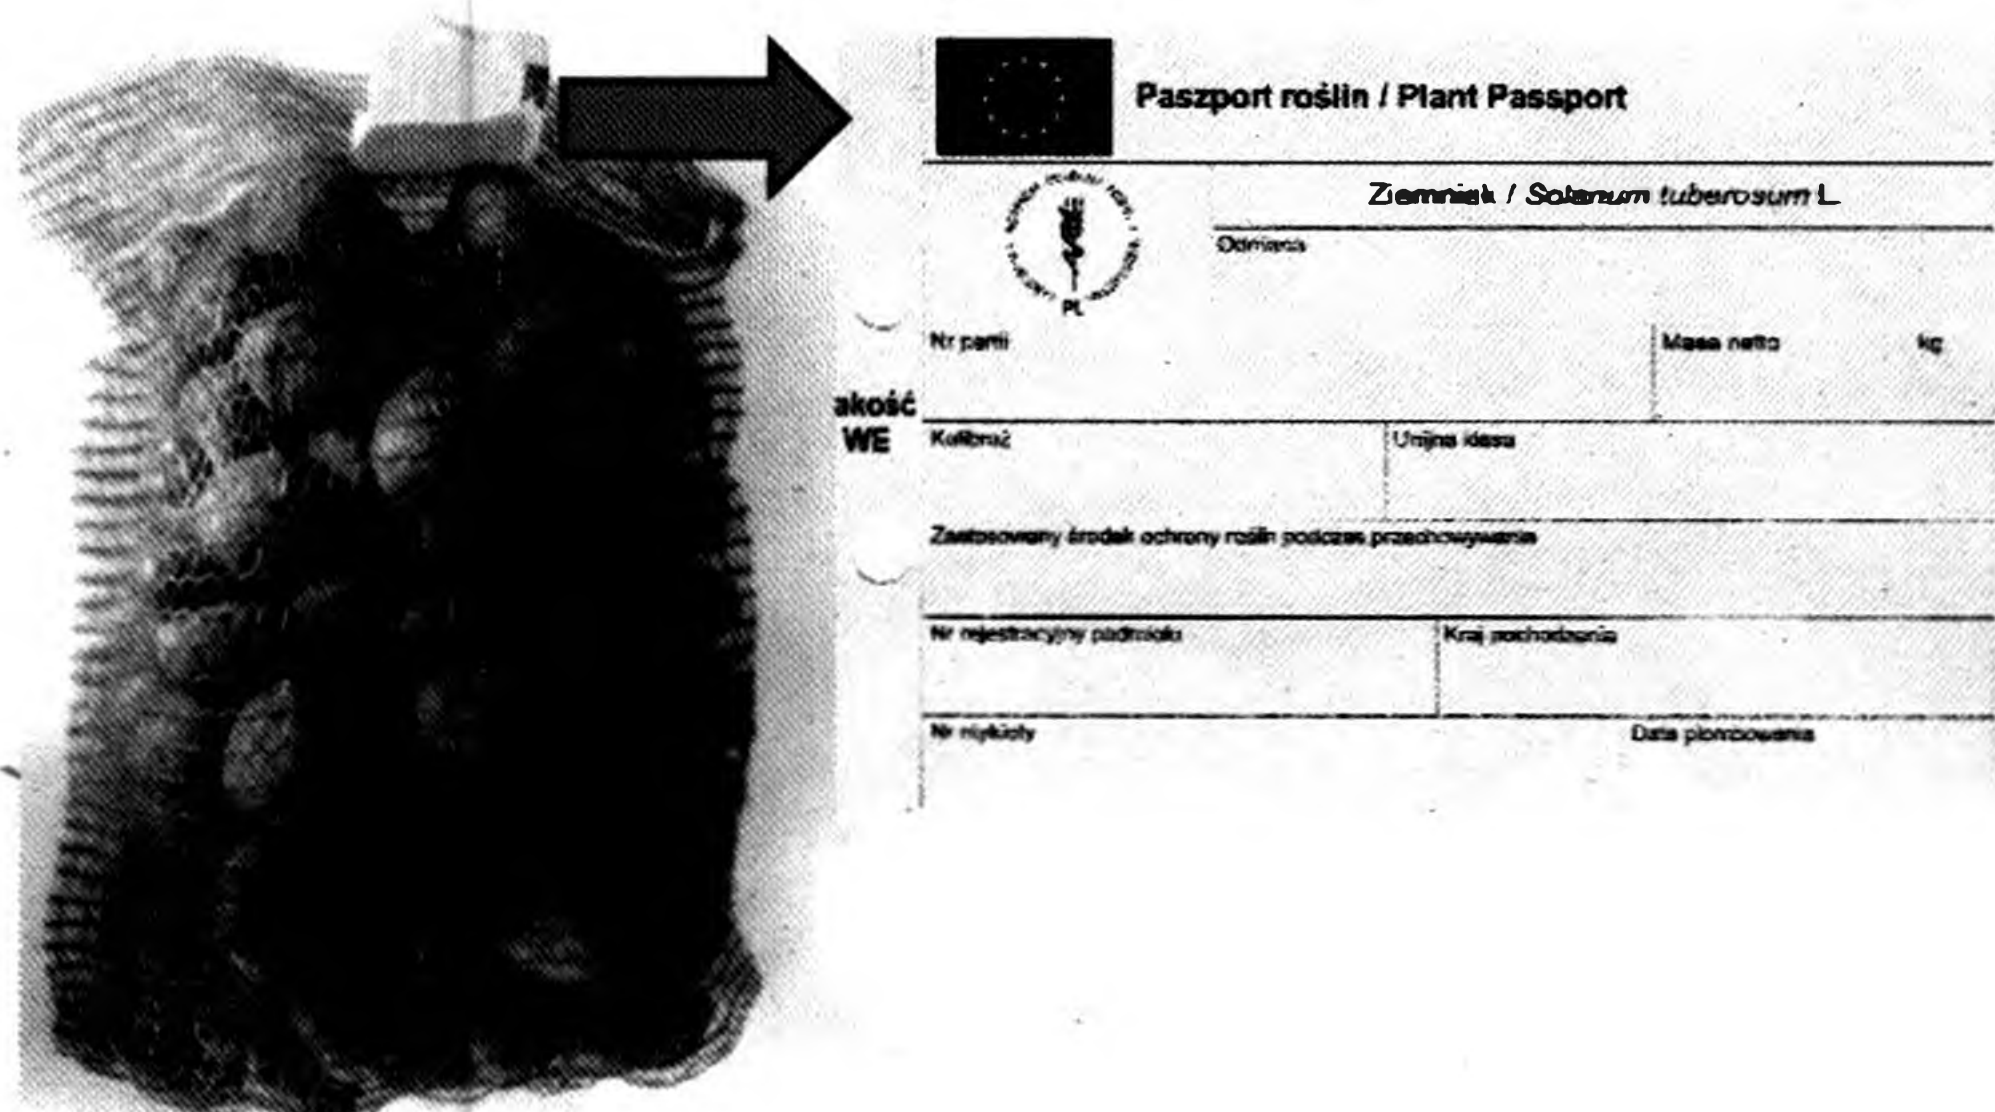 Paszport roślin / Plant Passport
Ziemniak / Solanum tuberosum L
Odmiana
PL
Nr partii
Masa netto kg
akość
WE
Kalibraż
Unijna klasa
Zastosowany środek ochrony roślin podczas przechowywania
Nr rejestracyjny podmiotu
Kraj pochodzenia
Nr etykiety
Data plombowania